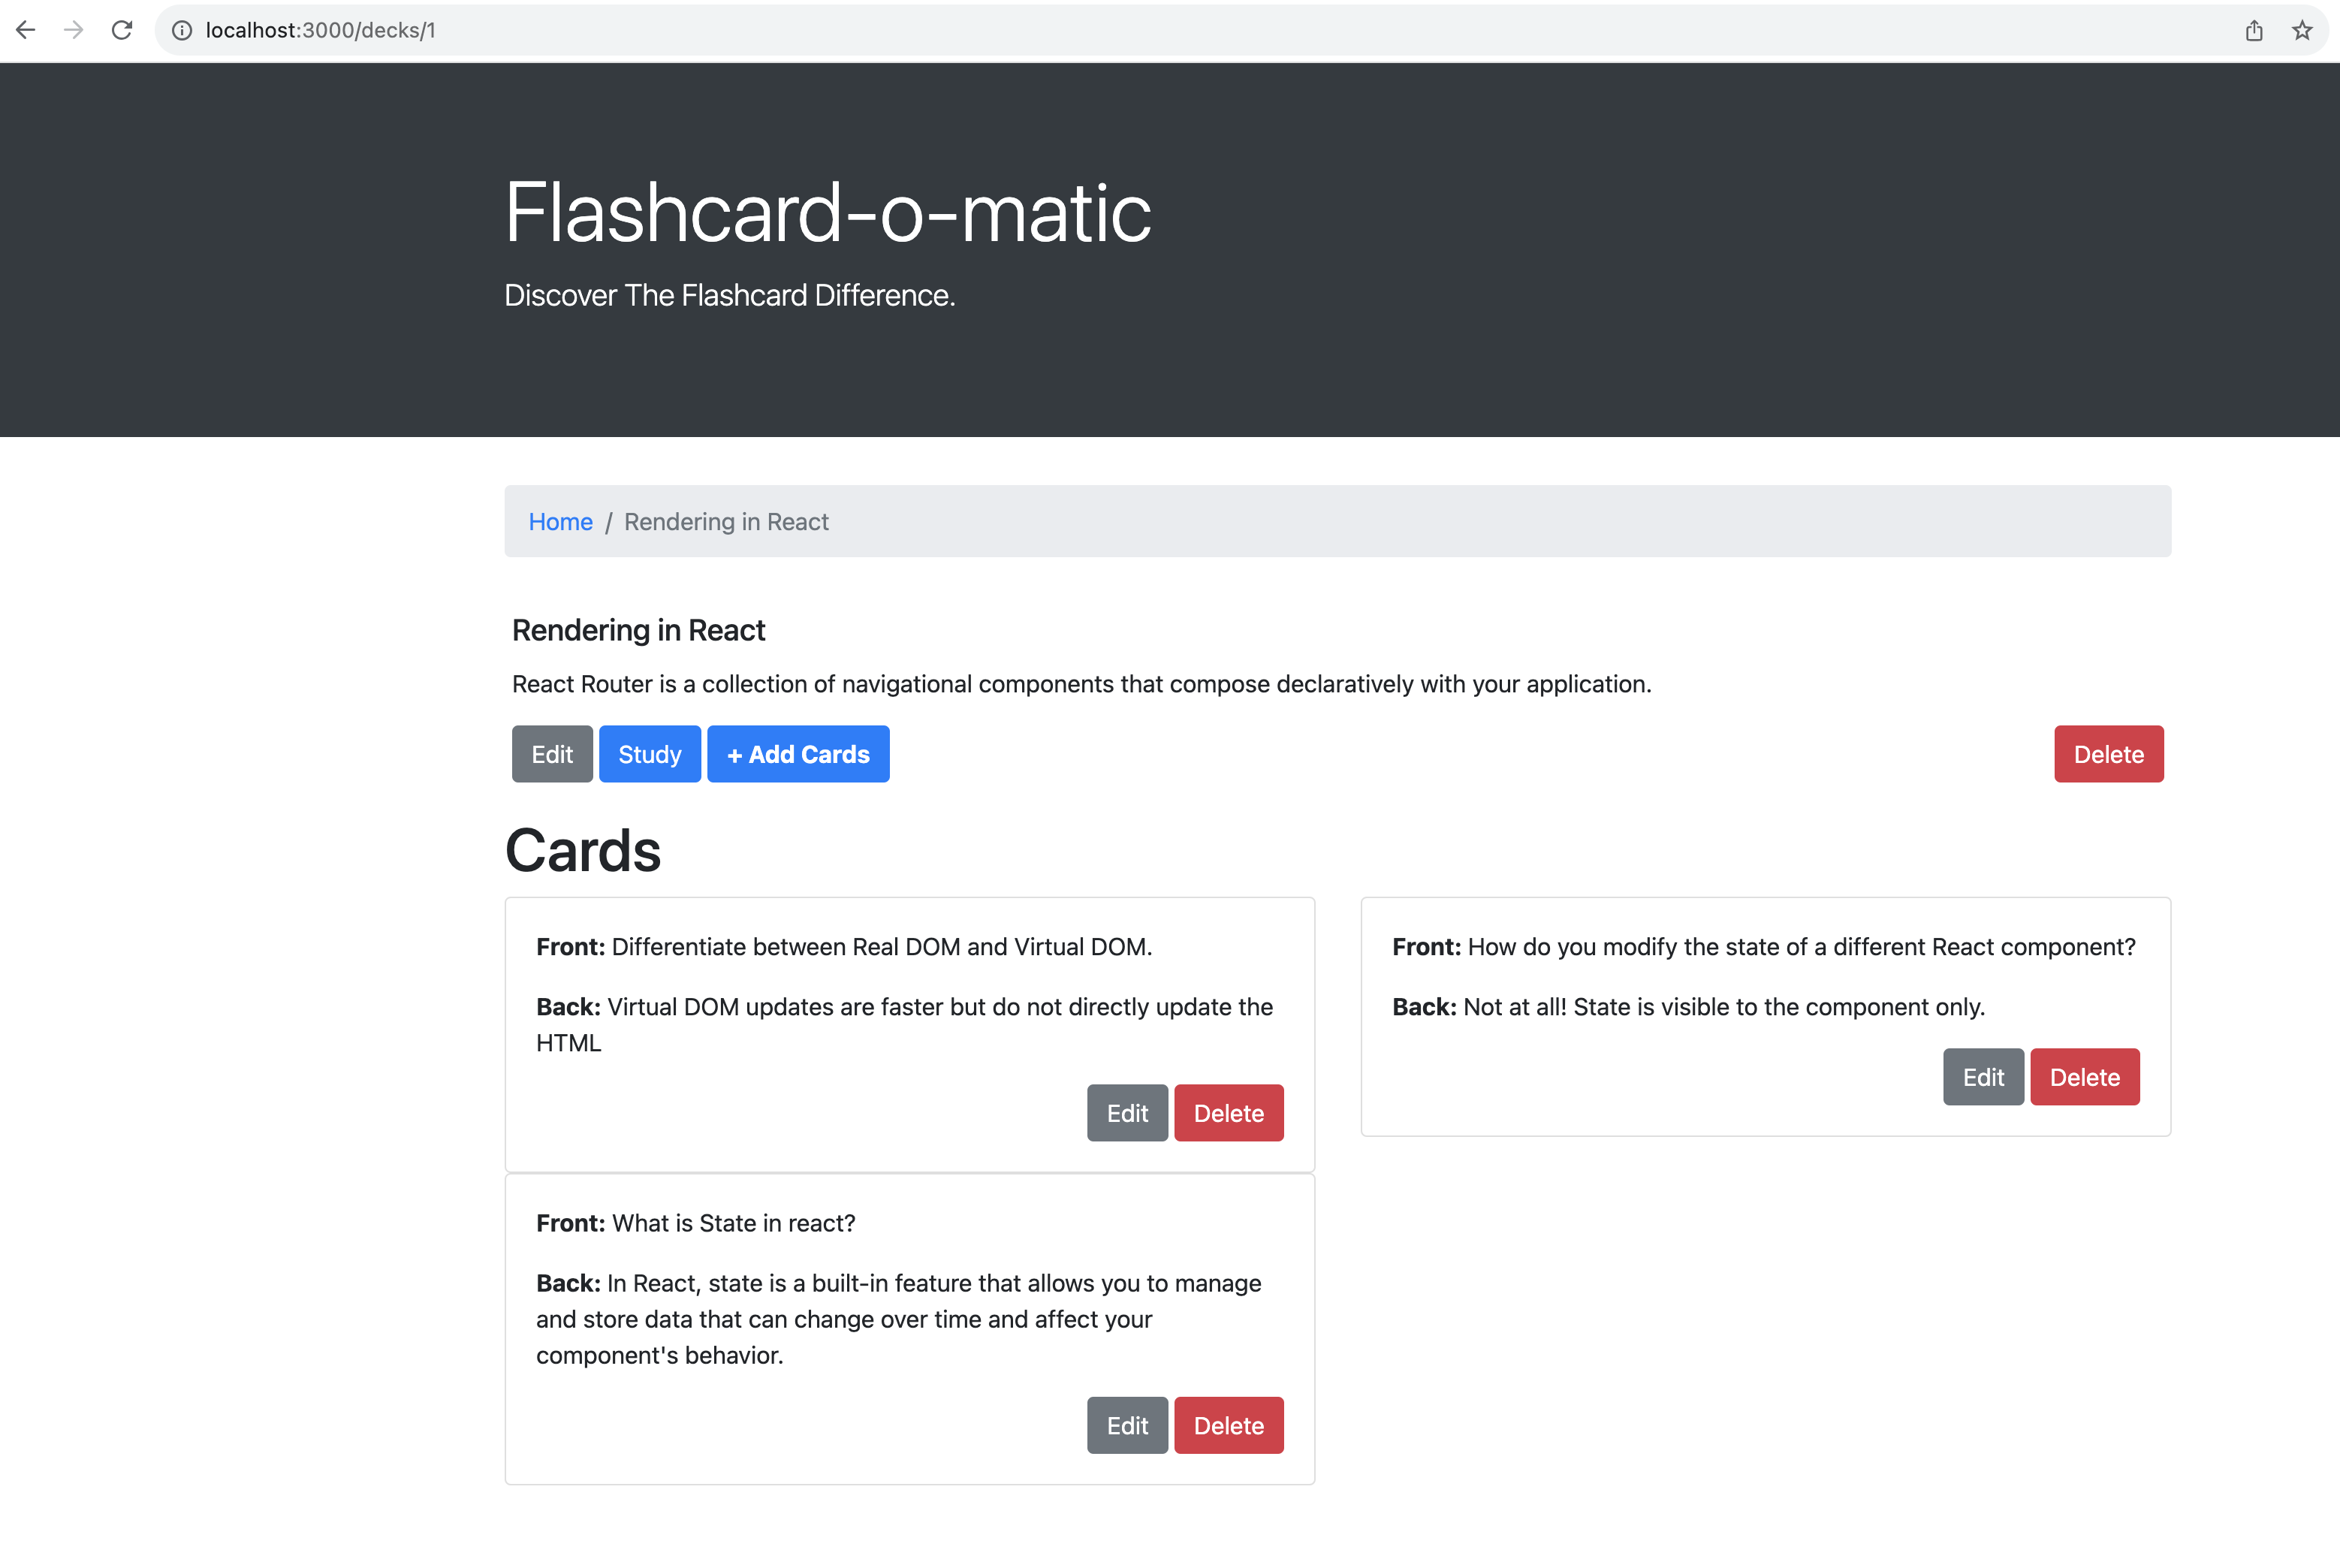 localhost:3000/decks/1
Flashcard-o-matic
Discover The Flashcard Difference.
Home / Rendering in React
Rendering in React
React Router is a collection of navigational components that compose declaratively with your application.
Edit Study + Add Cards Delete
Cards
Front: Differentiate between Real DOM and Virtual DOM.
Back: Virtual DOM updates are faster but do not directly update the
HTML
Edit Delete
Front: How do you modify the state of a different React component?
Back: Not at all! State is visible to the component only.
Edit Delete
Front: What is State in react?
Back: In React, state is a built-in feature that allows you to manage
and store data that can change over time and affect your
component's behavior.
Edit Delete